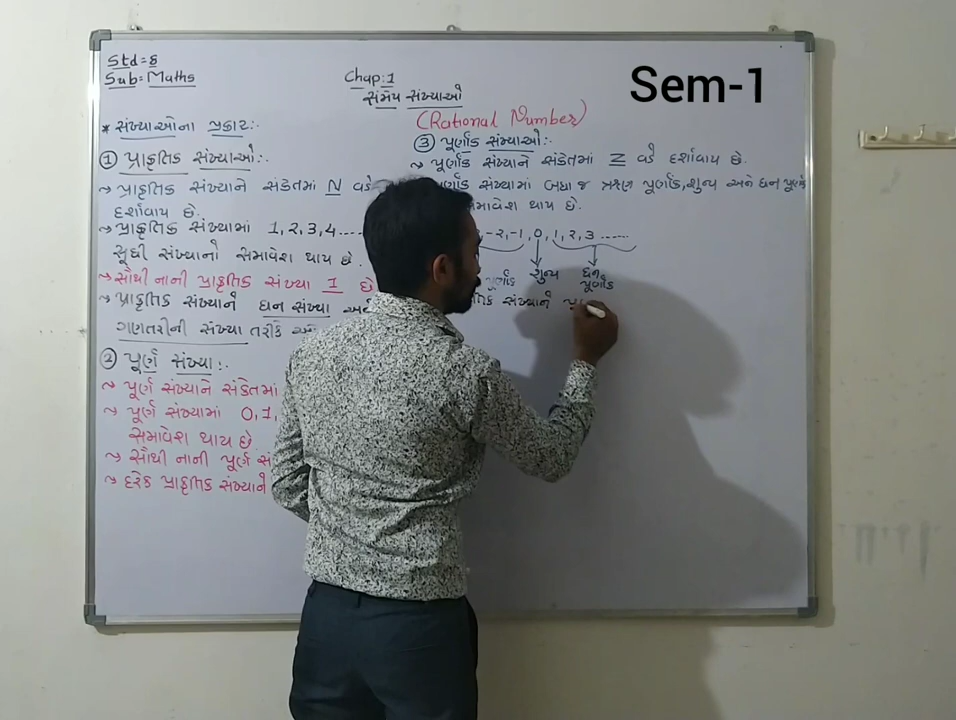 Std = 8
Sub = Maths
Chap:1
સંમેય સંખ્યાઓ
(Rational Number)
Sem-1
* સંખ્યાઓના પ્રકાર:-
① પ્રાકૃતિક સંખ્યાઓ:-
~ પ્રાકૃતિક સંખ્યાને સંકેતમાં N વડે
દર્શાવાય છે.
~ પ્રાકૃતિક સંખ્યામાં 1, 2, 3, 4.....
સુધી સંખ્યાનો સમાવેશ થાય છે.
~ સૌથી નાની પ્રાકૃતિક સંખ્યા 1 છે
~ પ્રાકૃતિક સંખ્યાને ધન સંખ્યા
ગણતરીની સંખ્યા તરીકે
② પૂર્ણ સંખ્યા:-
~ પૂર્ણ સંખ્યાને સંકેતમાં
~ પૂર્ણ સંખ્યામાં 0, 1,
સમાવેશ થાય છે
~ સૌથી નાની પૂર્ણ
~ દરેક પ્રાકૃતિક સંખ્યાને
③ પૂર્ણાંક સંખ્યાઓ:-
~ પૂર્ણાંક સંખ્યાને સંકેતમાં Z વડે દર્શાવાય છે.
સંખ્યામાં બધા જ ઋણ પૂર્ણાંક, શુન્ય અને ધન પૂર્ણાંક
સમાવેશ થાય છે.
-2, -1, 0, 1, 2, 3 ......
પૂર્ણાંક શુન્ય ધન
પૂર્ણાંક
સંખ્યાને